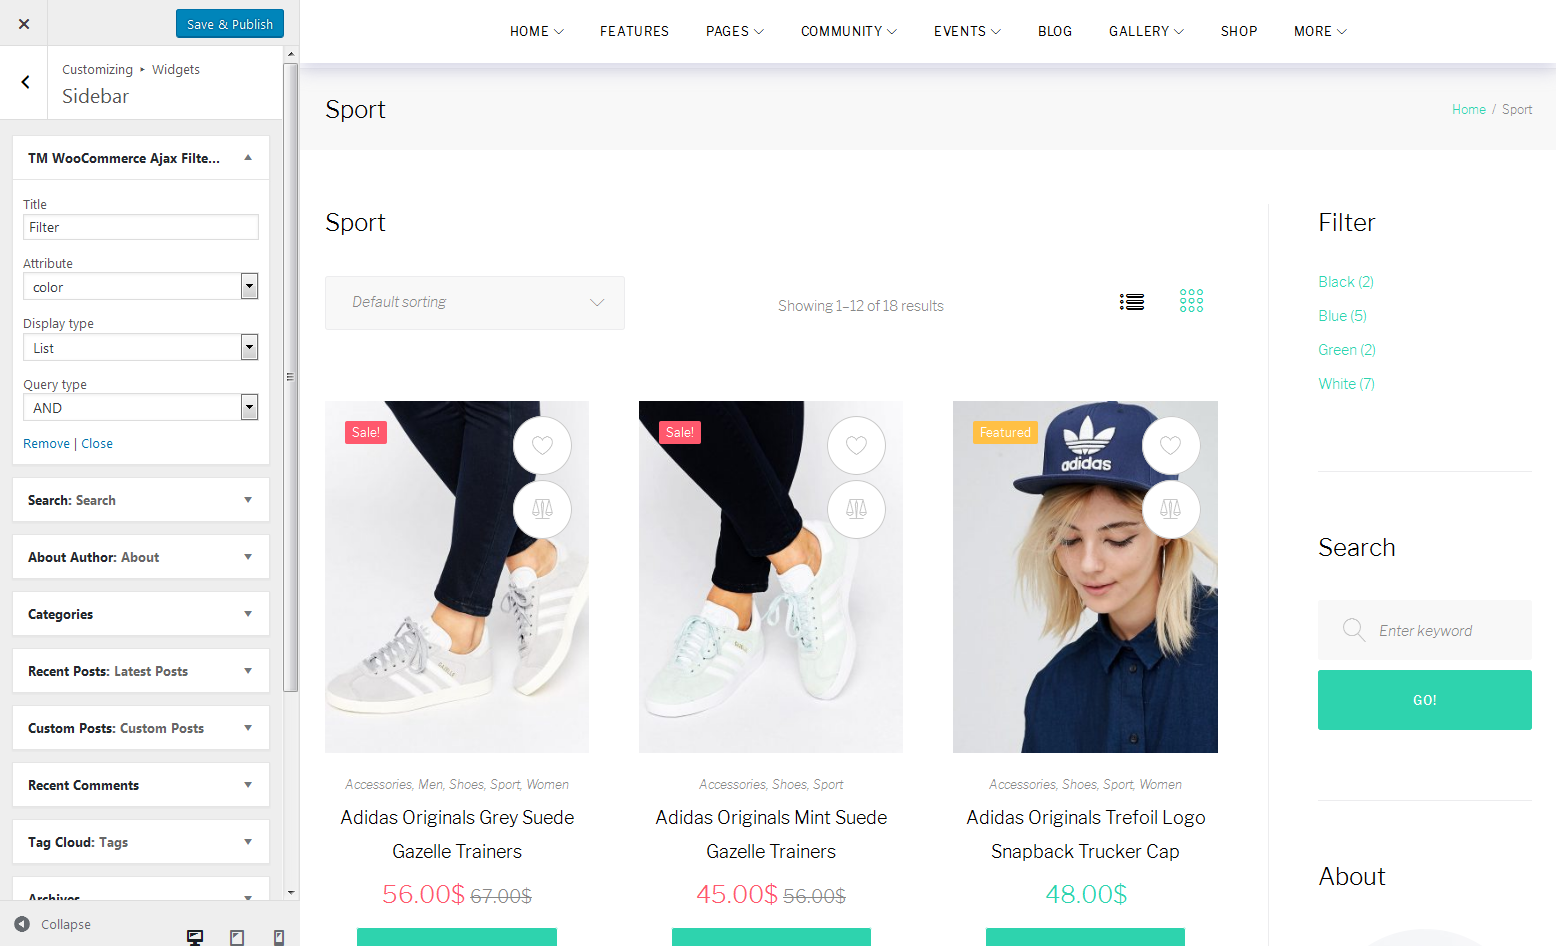 Save & Publish
Customizing ▸ Widgets
Sidebar
TM WooCommerce Ajax Filte...
Title
Filter
Attribute
color
Display type
List
Query type
AND
Remove | Close
Search: Search
About Author: About
Categories
Recent Posts: Latest Posts
Custom Posts: Custom Posts
Recent Comments
Tag Cloud: Tags
Archives
Collapse
HOME FEATURES PAGES COMMUNITY EVENTS BLOG GALLERY SHOP MORE
Sport
Home / Sport
Sport
Default sorting
Showing 1–12 of 18 results
Sale!
Sale!
Featured
adidas
GAZELLE
Accessories, Men, Shoes, Sport, Women
Adidas Originals Grey Suede
Gazelle Trainers
56.00$ 67.00$
Accessories, Shoes, Sport
Adidas Originals Mint Suede
Gazelle Trainers
45.00$ 56.00$
Accessories, Shoes, Sport, Women
Adidas Originals Trefoil Logo
Snapback Trucker Cap
48.00$
Filter
Black (2)
Blue (5)
Green (2)
White (7)
Search
Enter keyword
GO!
About